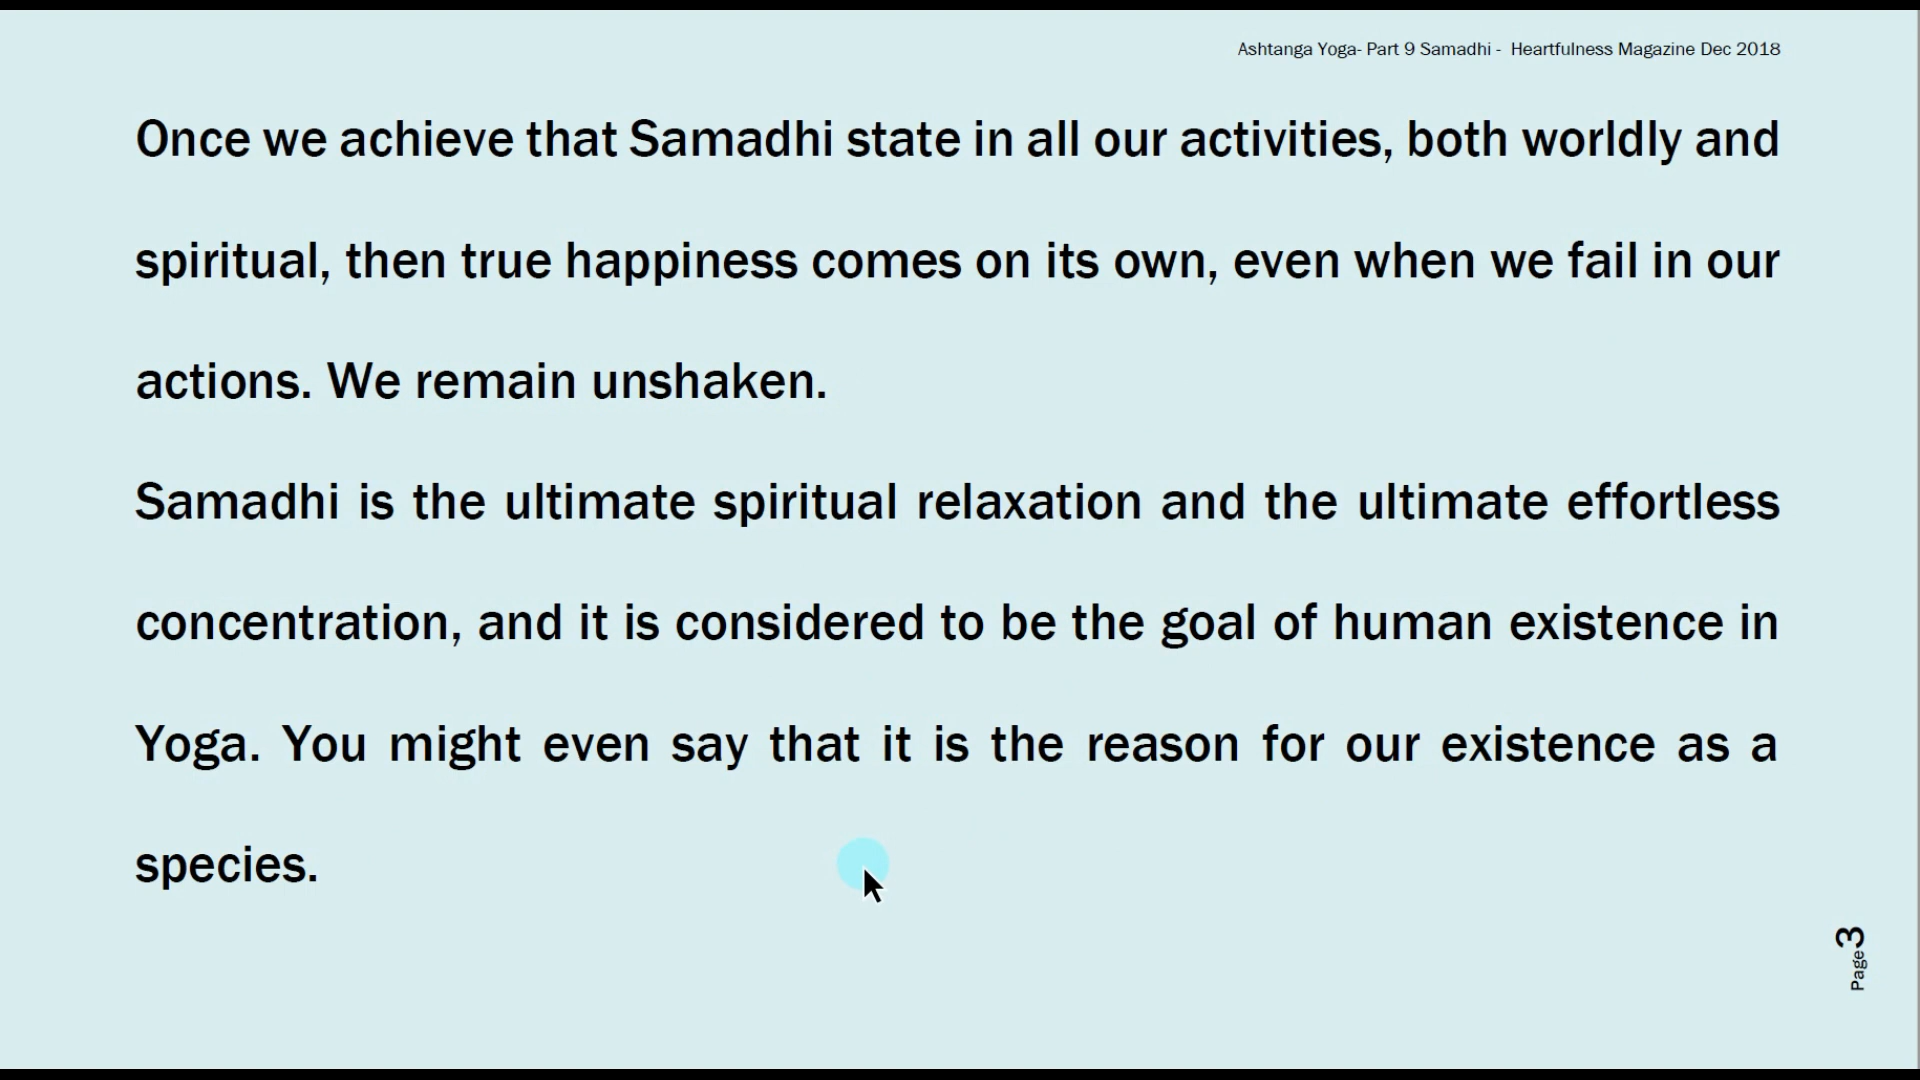 Ashtanga Yoga- Part 9 Samadhi - Heartfulness Magazine Dec 2018
Once we achieve that Samadhi state in all our activities, both worldly and
spiritual, then true happiness comes on its own, even when we fail in our
actions. We remain unshaken.
Samadhi is the ultimate spiritual relaxation and the ultimate effortless
concentration, and it is considered to be the goal of human existence in
Yoga. You might even say that it is the reason for our existence as a
species.
Page3